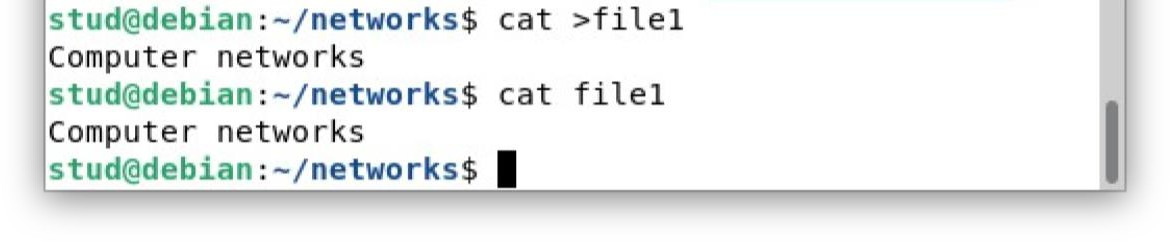 stud@debian:~/networks$ cat >file1
Computer networks
stud@debian:~/networks$ cat file1
Computer networks
stud@debian:~/networks$